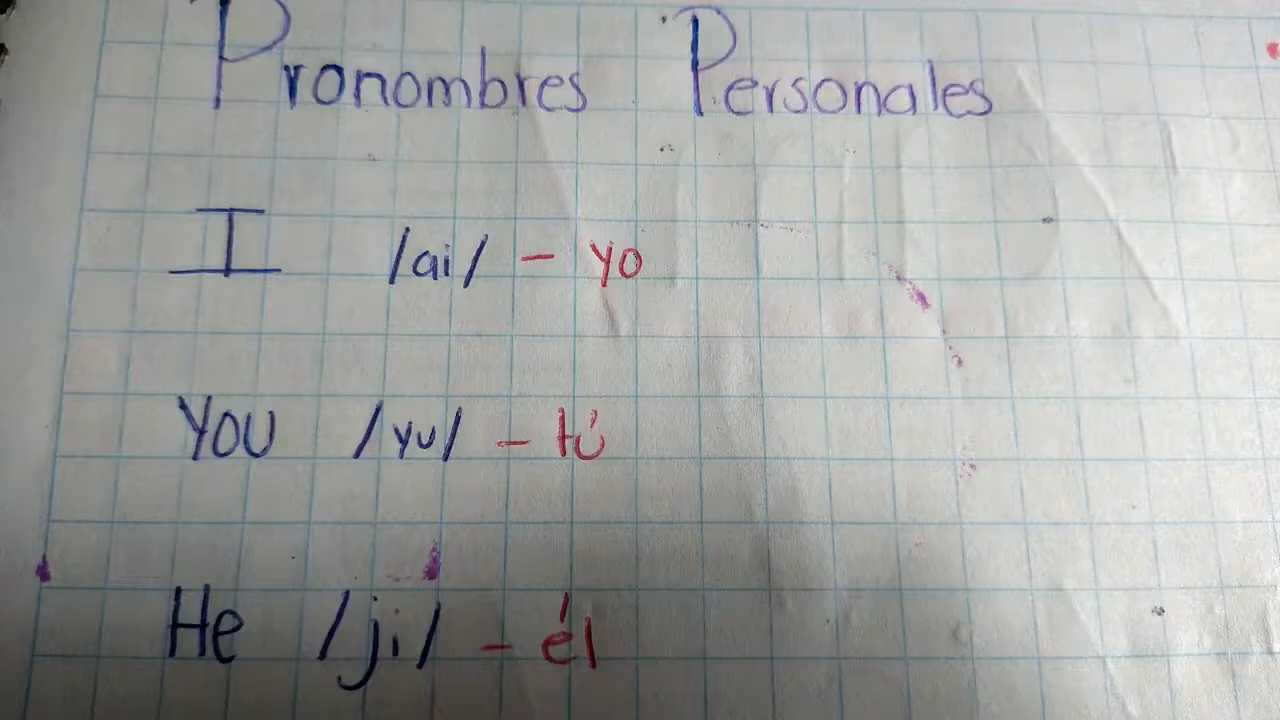 Pronombres Personales
I /ai/ - yo
YOU /yu/ - tú
He /ji/ - él